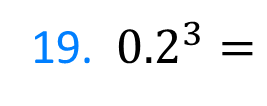 19. 0.2³ =